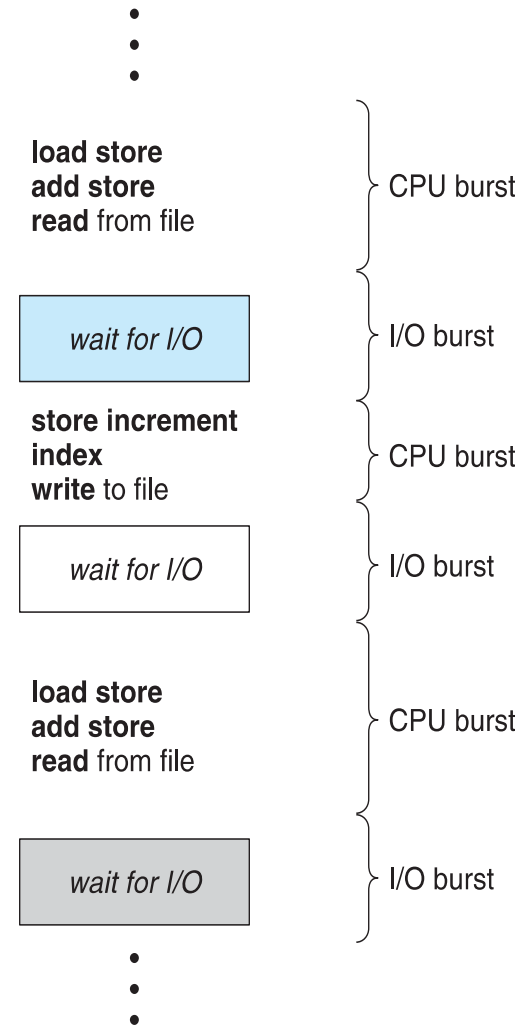 load store
add store
read from file
CPU burst
wait for I/O
I/O burst
store increment
index
write to file
CPU burst
wait for I/O
I/O burst
load store
add store
read from file
CPU burst
wait for I/O
I/O burst